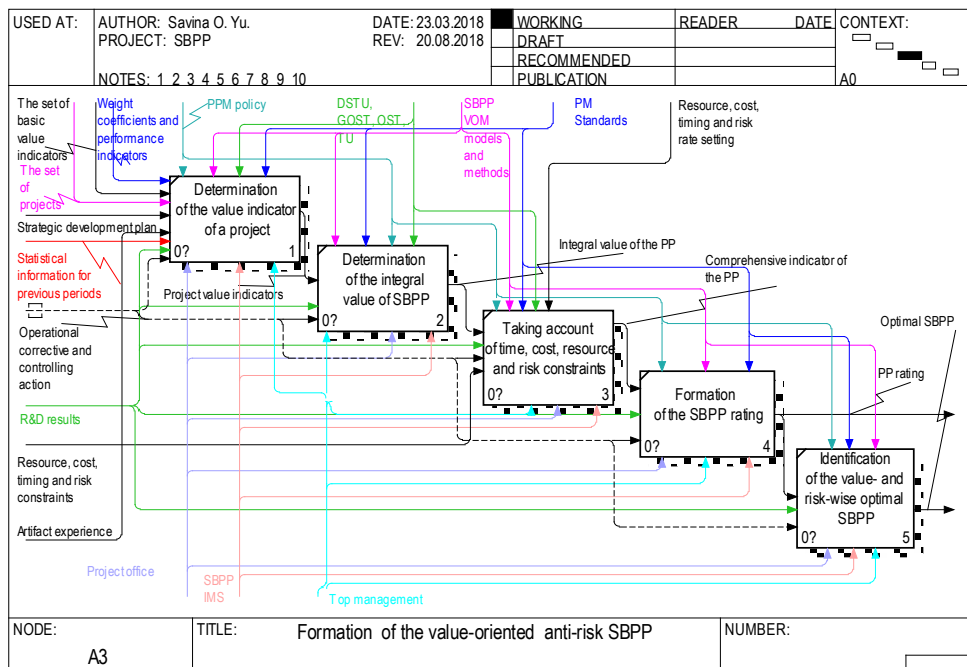 USED AT:
AUTHOR: Savina O. Yu.
DATE: 23.03.2018
PROJECT: SBPP
REV: 20.08.2018
NOTES: 1 2 3 4 5 6 7 8 9 10
WORKING
DRAFT
RECOMMENDED
PUBLICATION
READER
DATE
CONTEXT:
A0
The set of
basic
value
indicators
Weight
coefficients and
performance
indicators
PPM policy
DSTU,
GOST, OST,
TU
SBPP
VOM
models
and
methods
PM
Standards
Resource, cost,
timing and risk
rate setting
The set
of
projects
Strategic development plan
Statistical
information for
previous periods
Operational
corrective and
controlling
action
R&D results
Resource, cost,
timing and risk
constraints
Artifact experience
Determination
of the value indicator
of a project
0?
1
Project value indicators
Determination
of the integral
value of SBPP
0?
2
Integral value of the PP
Taking account
of time, cost, resource
and risk constraints
0?
3
Comprehensive indicator of
the PP
Formation
of the SBPP rating
0?
4
Optimal SBPP
PP rating
Identification
of the value- and
risk-wise optimal
SBPP
0?
5
Project office
SBPP
IMS
Top management
NODE:
A3
TITLE:
Formation of the value-oriented anti-risk SBPP
NUMBER: